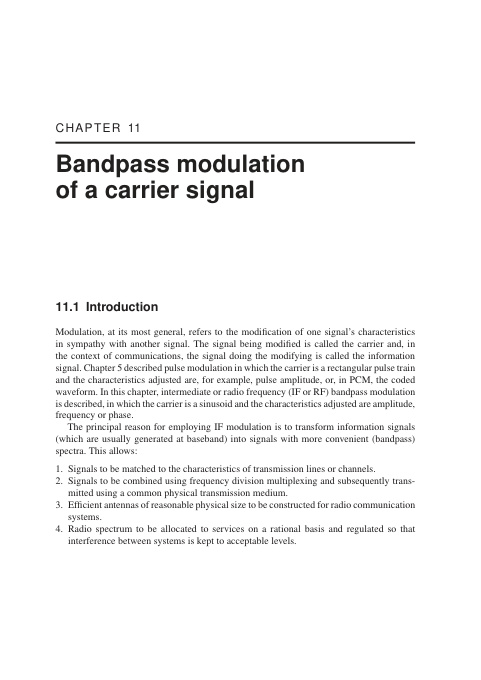 CHAPTER 11
Bandpass modulation
of a carrier signal
11.1 Introduction
Modulation, at its most general, refers to the modification of one signal's characteristics
in sympathy with another signal. The signal being modified is called the carrier and, in
the context of communications, the signal doing the modifying is called the information
signal. Chapter 5 described pulse modulation in which the carrier is a rectangular pulse train
and the characteristics adjusted are, for example, pulse amplitude, or, in PCM, the coded
waveform. In this chapter, intermediate or radio frequency (IF or RF) bandpass modulation
is described, in which the carrier is a sinusoid and the characteristics adjusted are amplitude,
frequency or phase.
The principal reason for employing IF modulation is to transform information signals
(which are usually generated at baseband) into signals with more convenient (bandpass)
spectra. This allows:
1. Signals to be matched to the characteristics of transmission lines or channels.
2. Signals to be combined using frequency division multiplexing and subsequently trans-
mitted using a common physical transmission medium.
3. Efficient antennas of reasonable physical size to be constructed for radio communication
systems.
4. Radio spectrum to be allocated to services on a rational basis and regulated so that
interference between systems is kept to acceptable levels.